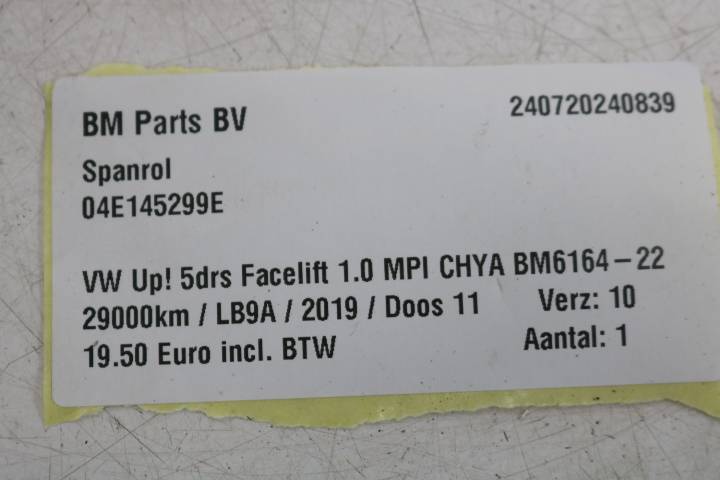 BM Parts BV 240720240839
Spanrol
04E145299E
VW Up! 5drs Facelift 1.0 MPI CHYA BM6164-22
29000km / LB9A / 2019 / Doos 11 Verz: 10
19.50 Euro incl. BTW Aantal: 1